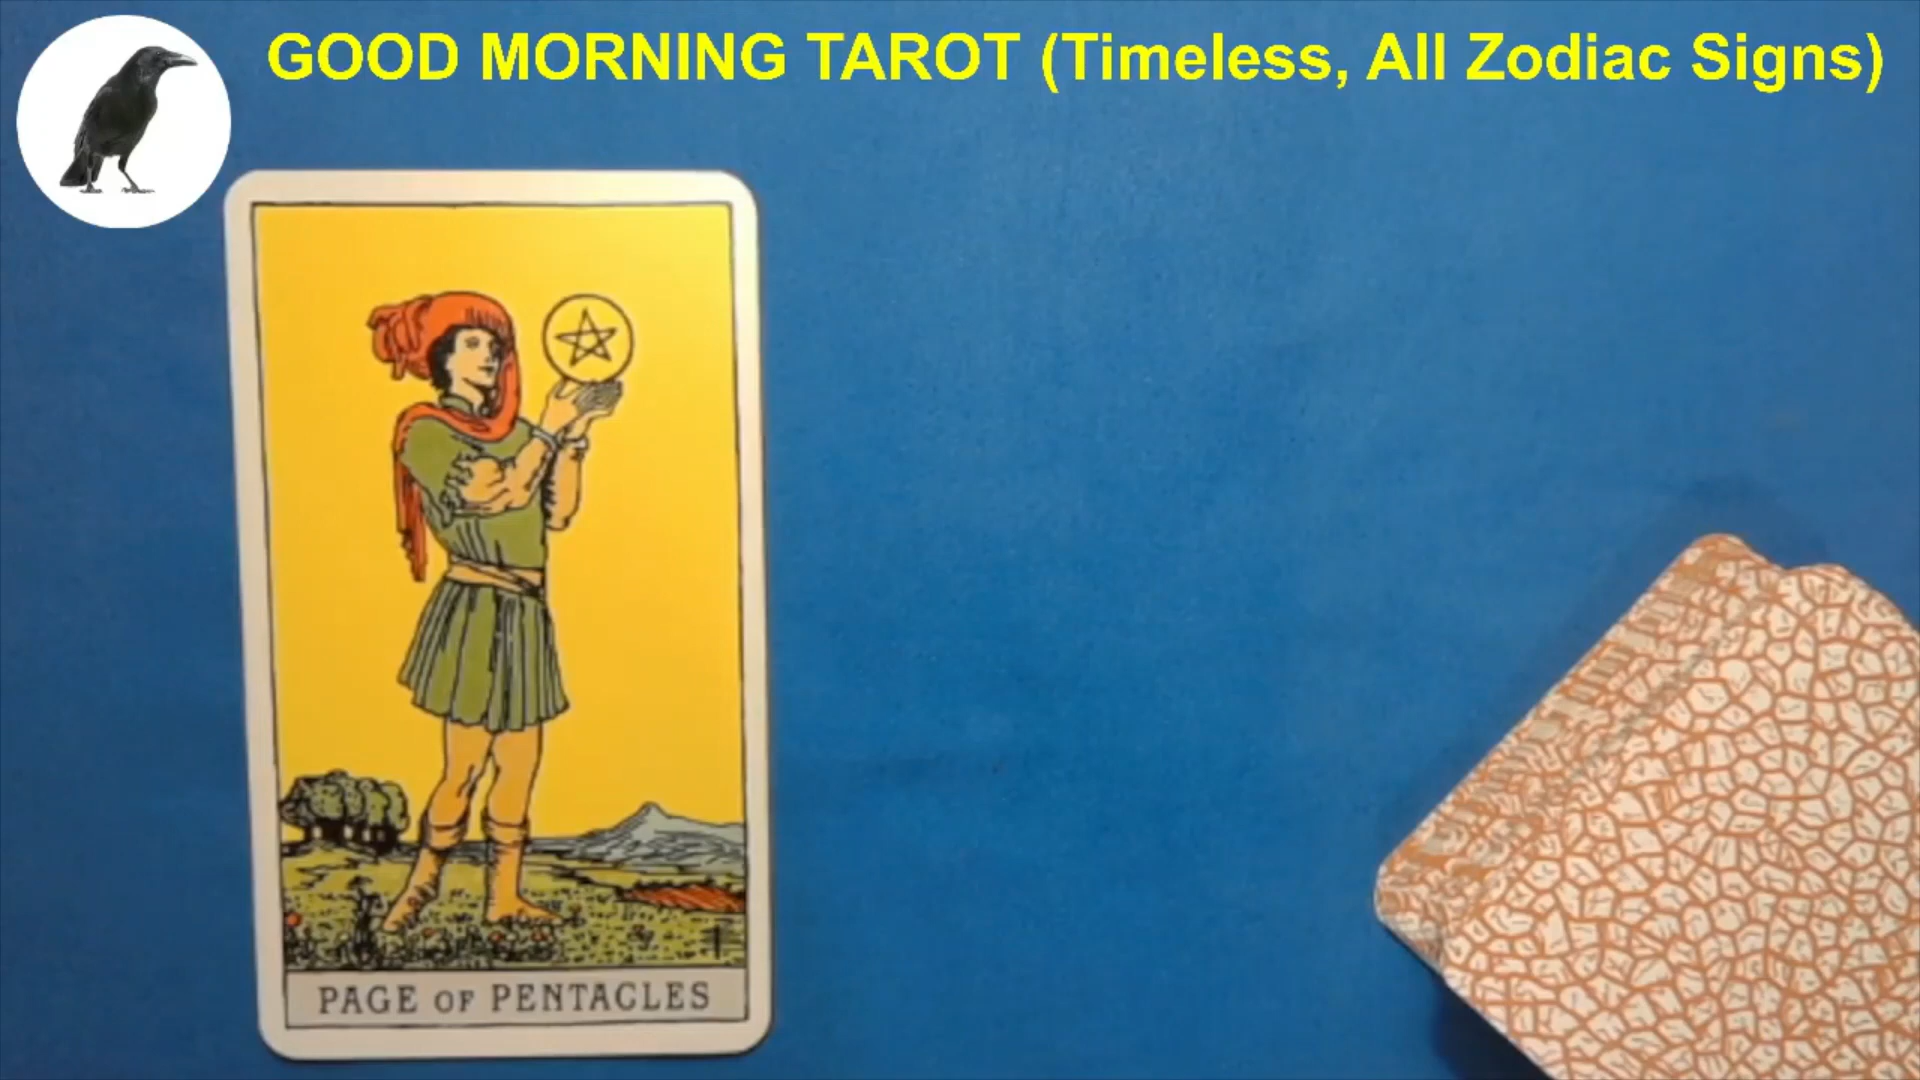 GOOD MORNING TAROT (Timeless, All Zodiac Signs)
PAGE OF PENTACLES